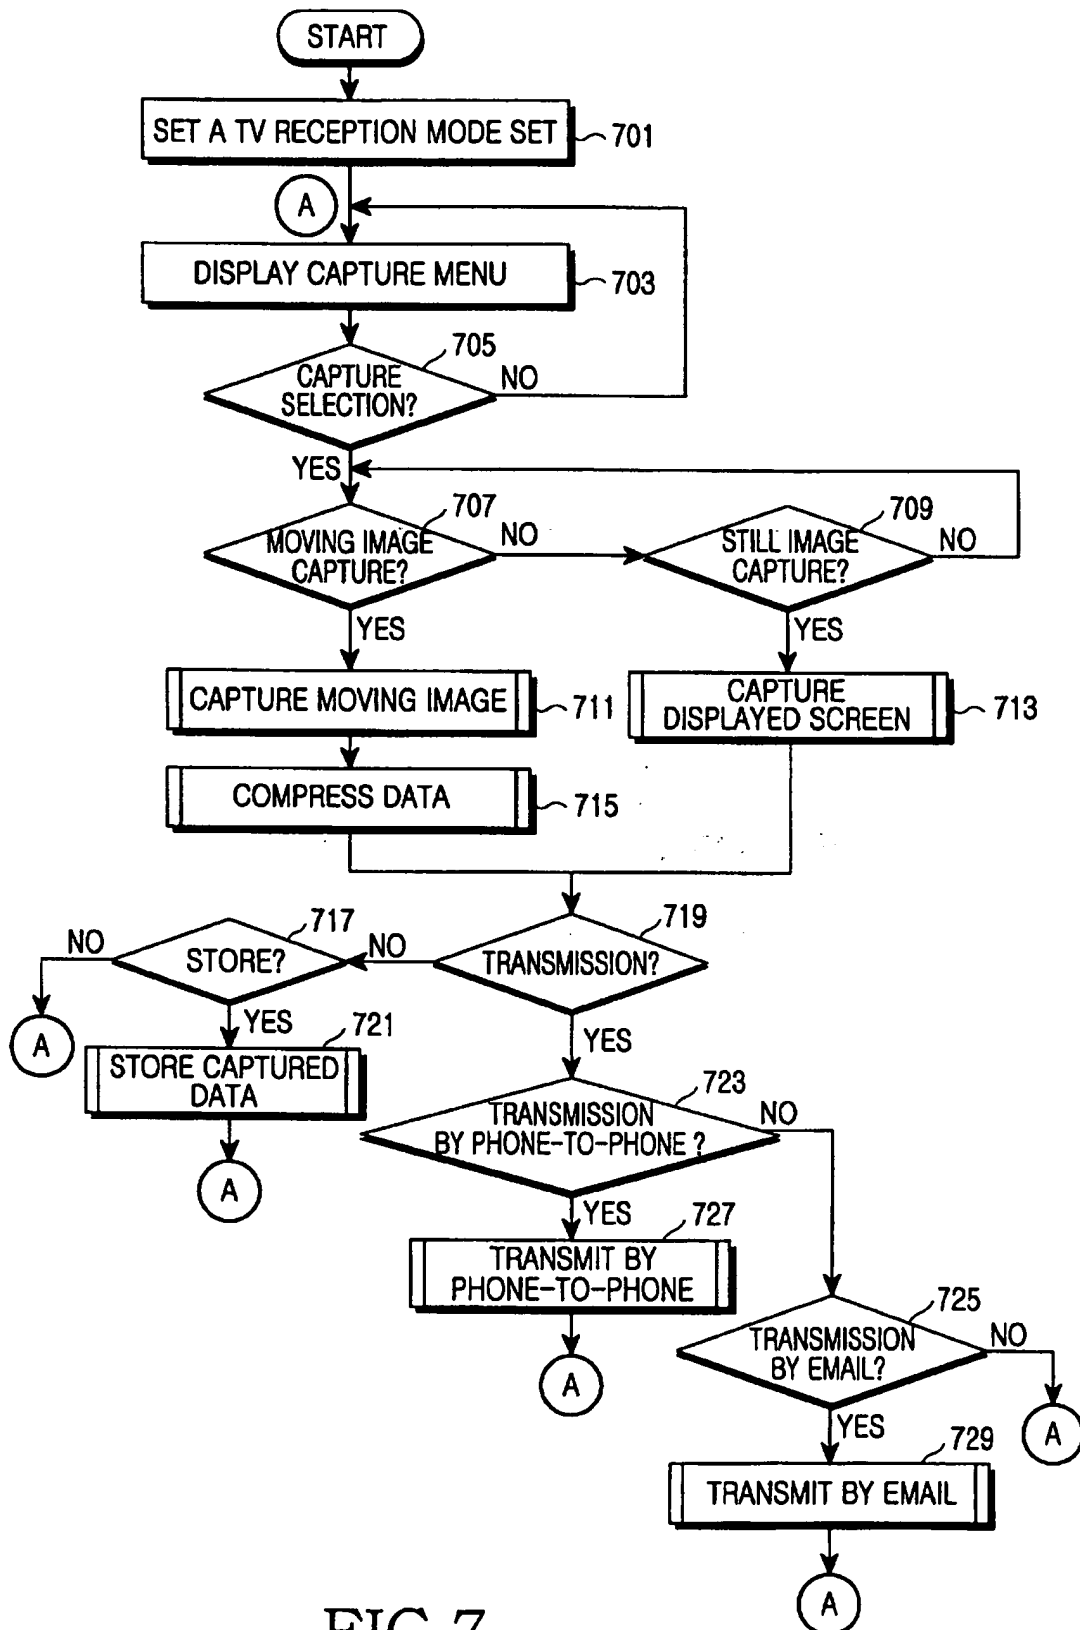 START
SET A TV RECEPTION MODE SET
701
A
DISPLAY CAPTURE MENU
703
705
CAPTURE
SELECTION?
NO
YES
707
MOVING IMAGE
CAPTURE?
NO
709
STILL IMAGE
CAPTURE?
NO
YES
YES
CAPTURE MOVING IMAGE
711
CAPTURE
DISPLAYED SCREEN
713
COMPRESS DATA
715
719
TRANSMISSION?
NO
717
STORE?
NO
A
YES
721
STORE CAPTURED
DATA
A
YES
723
TRANSMISSION
BY PHONE-TO-PHONE ?
NO
YES
727
TRANSMIT BY
PHONE-TO-PHONE
A
725
TRANSMISSION
BY EMAIL?
NO
A
YES
729
TRANSMIT BY EMAIL
A
FIG.7